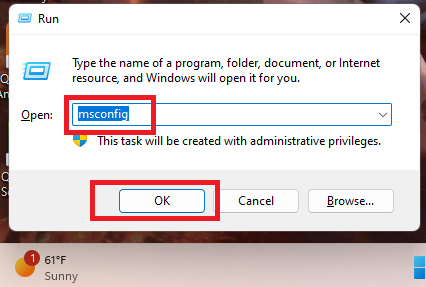 Run
Type the name of a program, folder, document, or Internet
resource, and Windows will open it for you.
Open:
msconfig
This task will be created with administrative privileges.
OK
Cancel
Browse...
1
61°F
Sunny